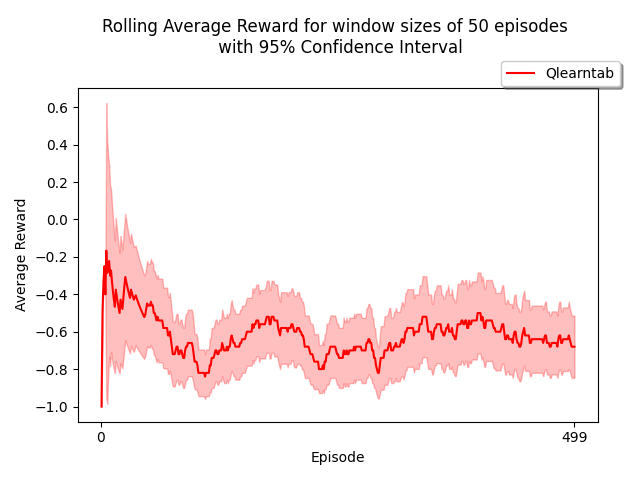 Rolling Average Reward for window sizes of 50 episodes
with 95% Confidence Interval
Qlearntab
0.6
0.4
0.2
0.0
−0.2
−0.4
−0.6
−0.8
−1.0
Average Reward
0 499
Episode